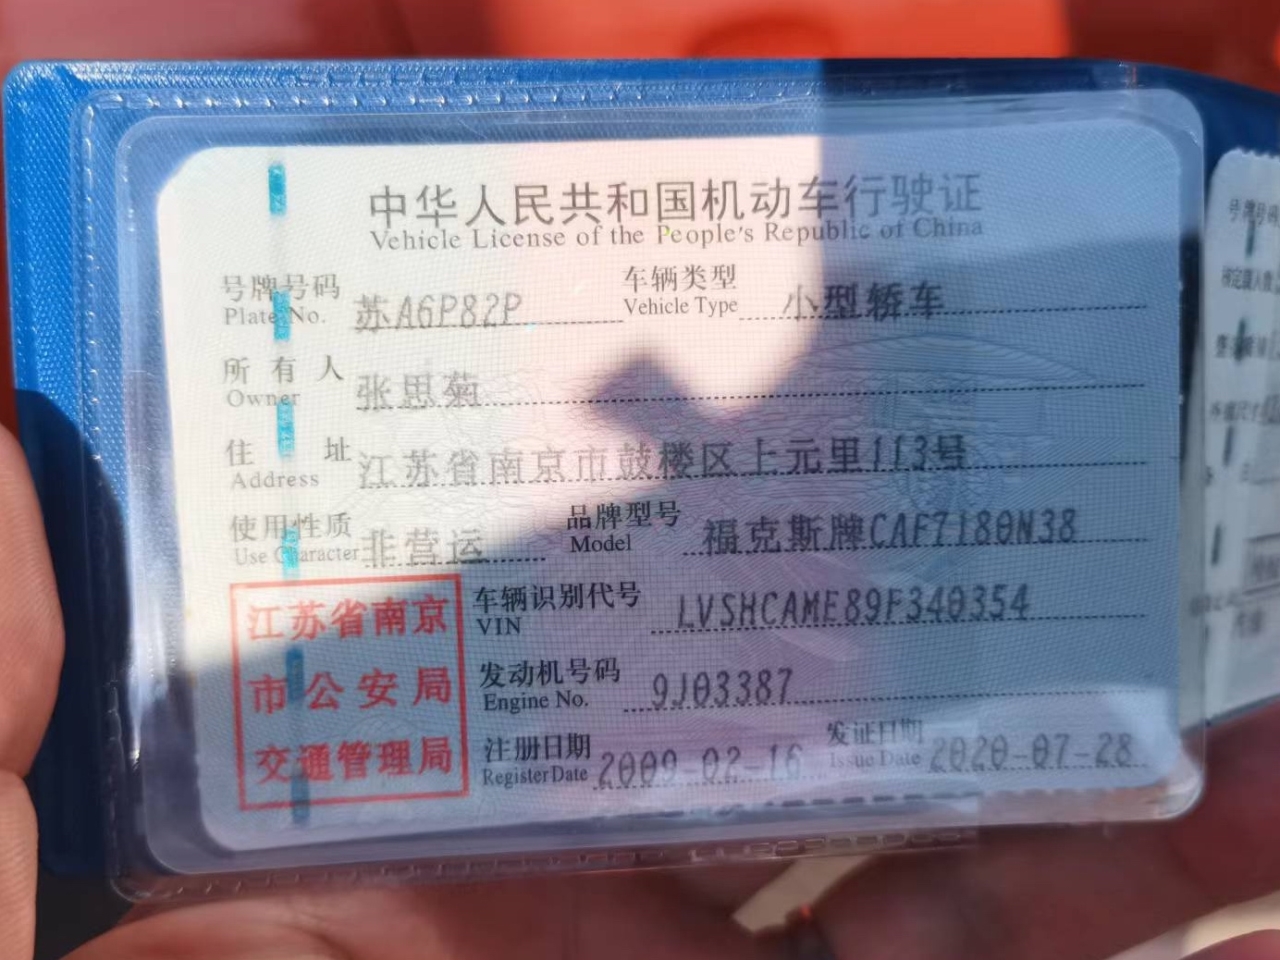 中华人民共和国机动车行驶证
Vehicle License of the People's Republic of China
号牌号码 苏A6P82P 车辆类型 小型轿车
Plate No. Vehicle Type
所有人 张思菊
Owner
住址 江苏省南京市鼓楼区上元里113号
Address
使用性质 非营运 品牌型号 福克斯牌CAF7180N38
Use Character Model
江苏省南京
市公安局
交通管理局
车辆识别代号 LVSHCAME89F340354
VIN
发动机号码 9J03387
Engine No.
注册日期 2009-02-16 发证日期 2020-07-28
Register Date Issue Date